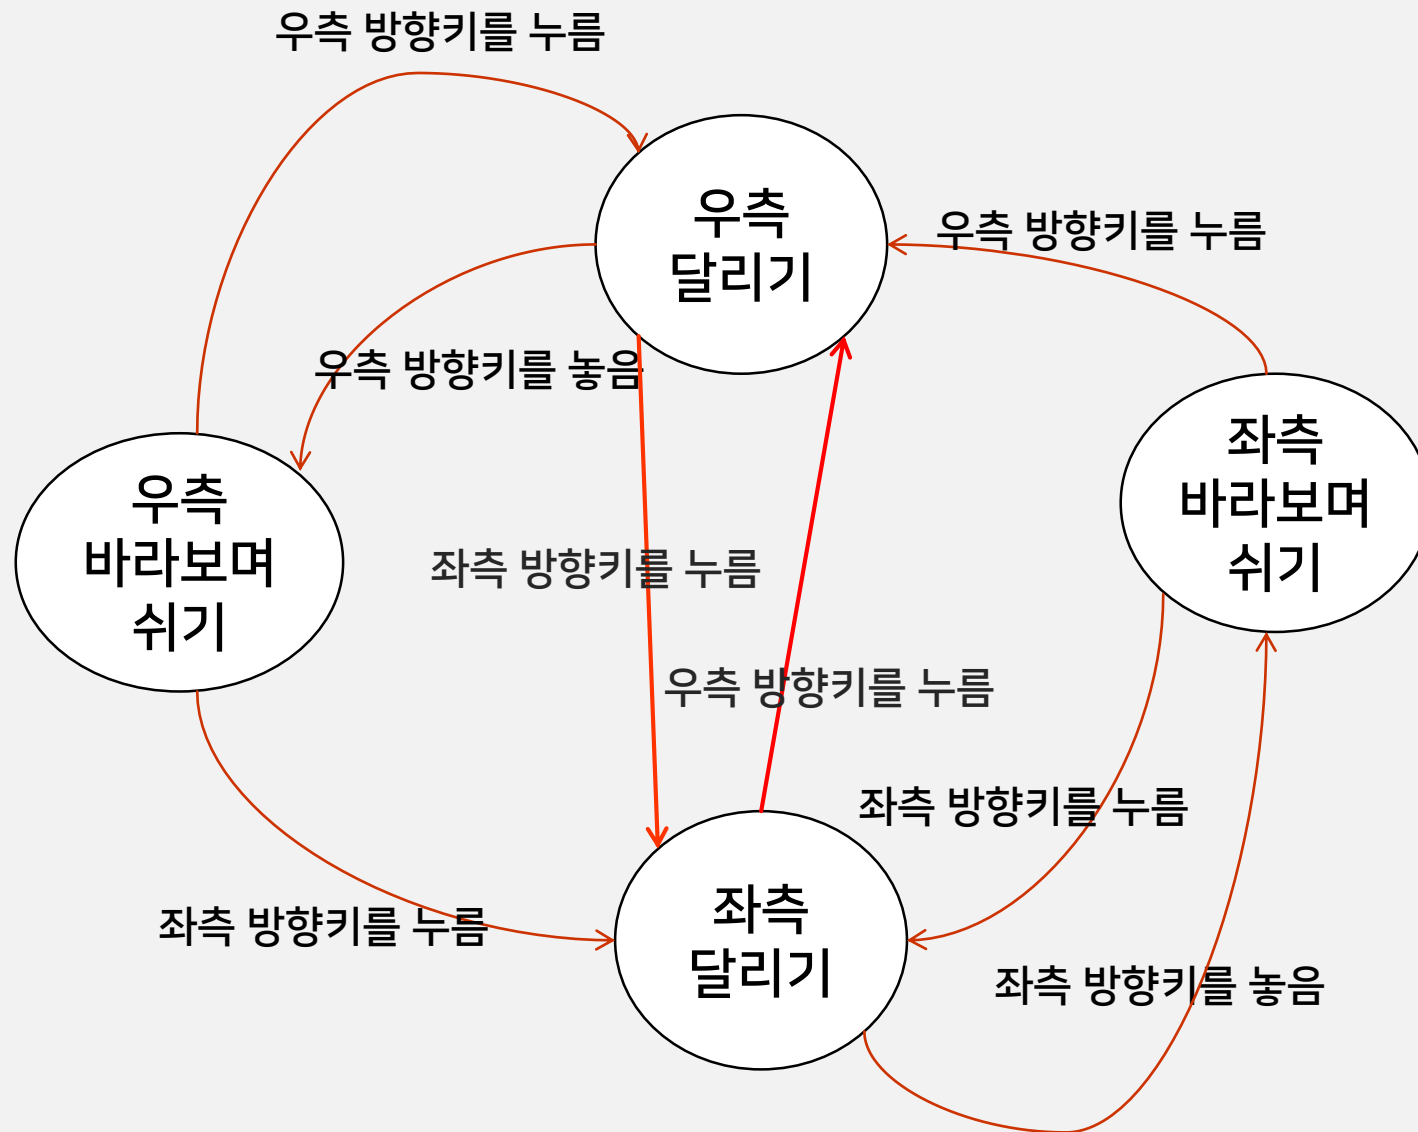 우측 방향키를 누름
우측
달리기
우측 방향키를 누름
우측 방향키를 놓음
좌측
바라보며
쉬기
우측
바라보며
쉬기
좌측 방향키를 누름
우측 방향키를 누름
좌측 방향키를 누름
좌측 방향키를 누름
좌측
달리기
좌측 방향키를 놓음